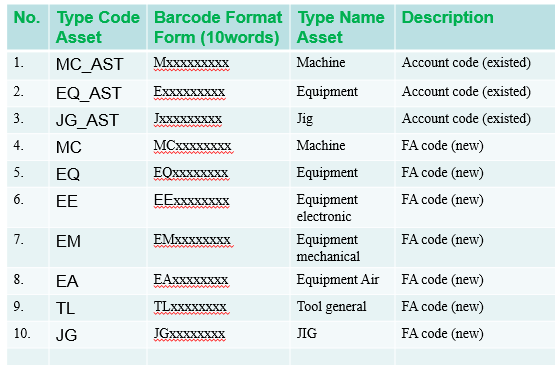 No. Type Code Asset Barcode Format Form (10words) Type Name Asset Description
1. MC_AST Mxxxxxxxxx Machine Account code (existed)
2. EQ_AST Exxxxxxxxx Equipment Account code (existed)
3. JG_AST Jxxxxxxxxx Jig Account code (existed)
4. MC MCxxxxxxxx Machine FA code (new)
5. EQ EQxxxxxxxx Equipment FA code (new)
6. EE EExxxxxxxx Equipment electronic FA code (new)
7. EM EMxxxxxxxx Equipment mechanical FA code (new)
8. EA EAxxxxxxxx Equipment Air FA code (new)
9. TL TLxxxxxxxx Tool general FA code (new)
10. JG JGxxxxxxxx JIG FA code (new)